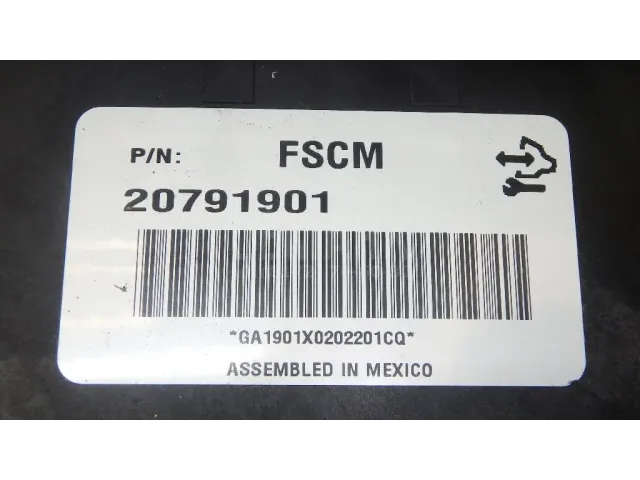 P/N: FSCM
20791901
*GA1901X0202201CQ*
ASSEMBLED IN MEXICO